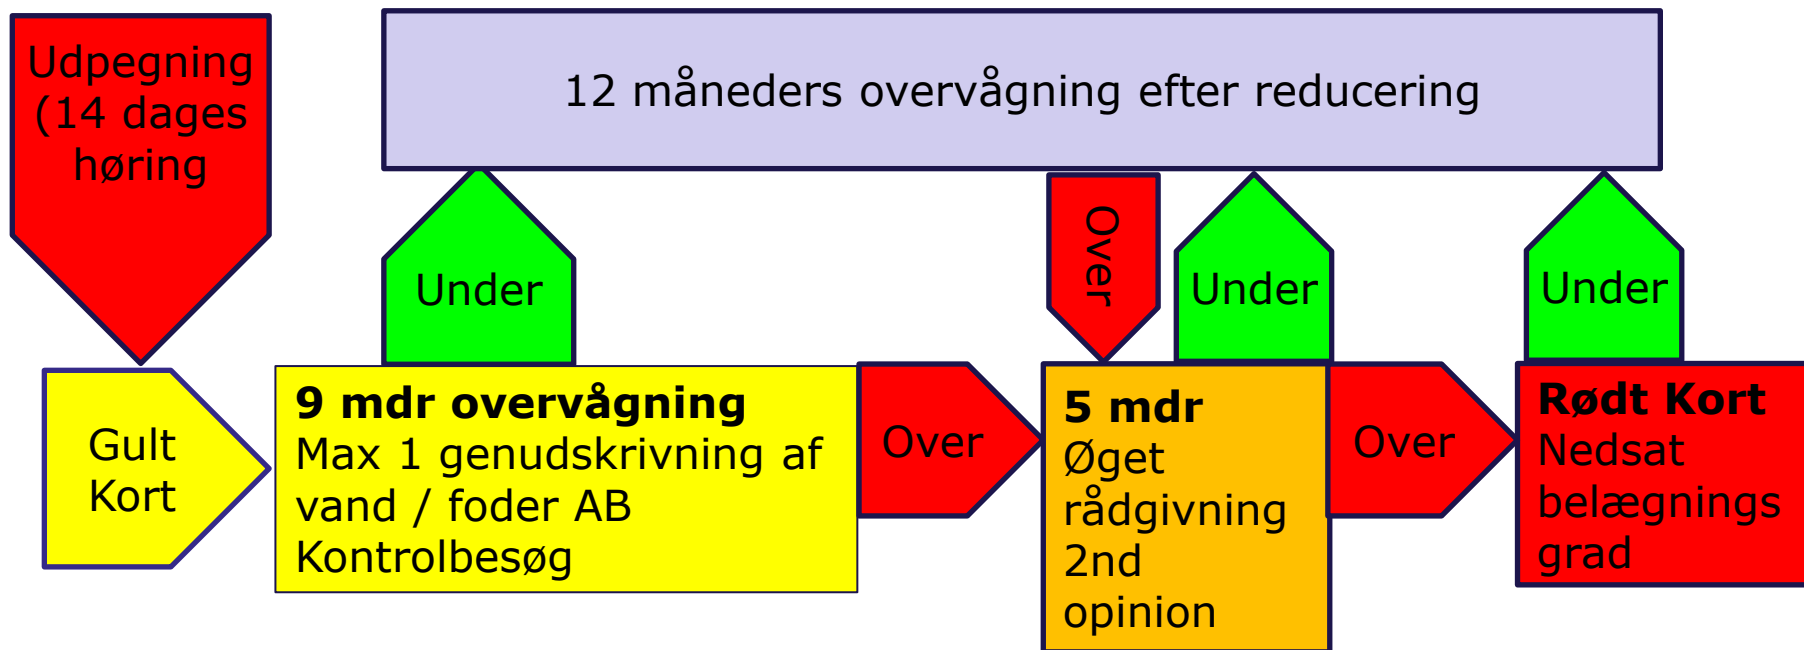 Udpegning
(14 dages
høring
12 måneders overvågning efter reducering
Under
Over
Under
Under
Gult
Kort
9 mdr overvågning
Max 1 genudskrivning af
vand / foder AB
Kontrolbesøg
Over
5 mdr
Øget
rådgivning
2nd
opinion
Over
Rødt Kort
Nedsat
belægnings
grad